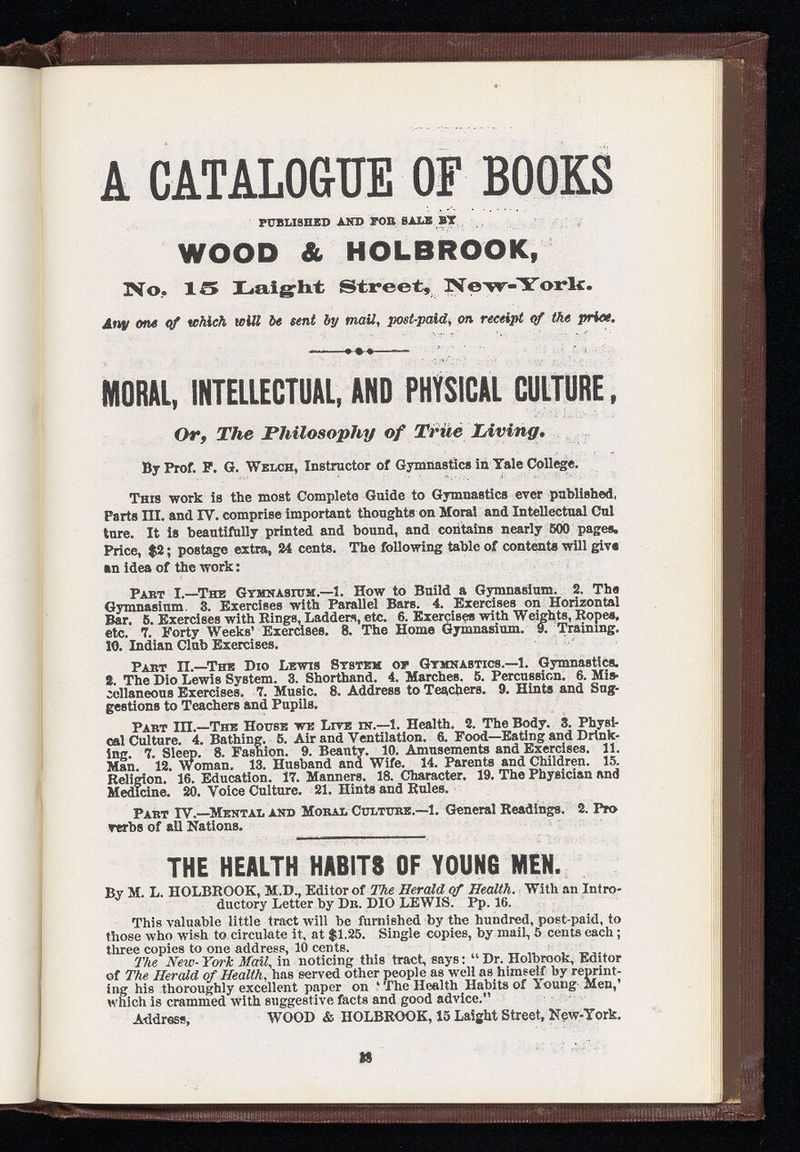 A CATALOGUE OF BOOKS
PUBLISHED AND FOR SALE BY
WOOD & HOLBROOK,
No. 15 Laight Street, New-York.
Any one of which will be sent by mail, post-paid, on receipt of the price.
MORAL, INTELLECTUAL, AND PHYSICAL CULTURE,
Or, The Philosophy of True Living.
By Prof. F. G. WELCH, Instructor of Gymnastics in Yale College.
THIS work is the most Complete Guide to Gymnastics ever published.
Parts III. and IV. comprise important thoughts on Moral and Intellectual Cul
ture. It is beautifully printed and bound, and contains nearly 500 pages.
Price, $2; postage extra, 24 cents. The following table of contents will give
an idea of the work:
PART I.—THE GYMNASIUM.—1. How to Build a Gymnasium. 2. The
Gymnasium. 3. Exercises with Parallel Bars. 4. Exercises on Horizontal
Bar. 5. Exercises with Rings, Ladders, etc. 6. Exercises with Weights, Ropes,
etc. 7. Forty Weeks' Exercises. 8. The Home Gymnasium. 9. Training.
10. Indian Club Exercises.
PART II.—THE DIO LEWIS SYSTEM OF GYMNASTICS.—1. Gymnastics.
2. The Dio Lewis System. 3. Shorthand. 4. Marches. 5. Percussion. 6. Mis-
cellaneous Exercises. 7. Music. 8. Address to Teachers. 9. Hints and Sug-
gestions to Teachers and Pupils.
PART III.—THE HOUSE WE LIVE IN.—1. Health. 2. The Body. 3. Physi-
cal Culture. 4. Bathing. 5. Air and Ventilation. 6. Food—Eating and Drink-
ing. 7. Sleep. 8. Fashion. 9. Beauty. 10. Amusements and Exercises. 11.
Man. 12. Woman. 13. Husband and Wife. 14. Parents and Children. 15.
Religion. 16. Education. 17. Manners. 18. Character. 19. The Physician and
Medicine. 20. Voice Culture. 21. Hints and Rules.
PART IV.—MENTAL AND MORAL CULTURE.—1. General Readings. 2. Pro
verbs of all Nations.
THE HEALTH HABITS OF YOUNG MEN.
By M. L. HOLBROOK, M.D., Editor of The Herald of Health. With an Intro-
ductory Letter by DR. DIO LEWIS. Pp. 16.
This valuable little tract will be furnished by the hundred, post-paid, to
those who wish to circulate it, at $1.25. Single copies, by mail, 5 cents each;
three copies to one address, 10 cents.
The New-York Mail, in noticing this tract, says: "Dr. Holbrook, Editor
of The Herald of Health, has served other people as well as himself by reprint-
ing his thoroughly excellent paper on 'The Health Habits of Young Men,'
which is crammed with suggestive facts and good advice."
Address, WOOD & HOLBROOK, 15 Laight Street, New-York.